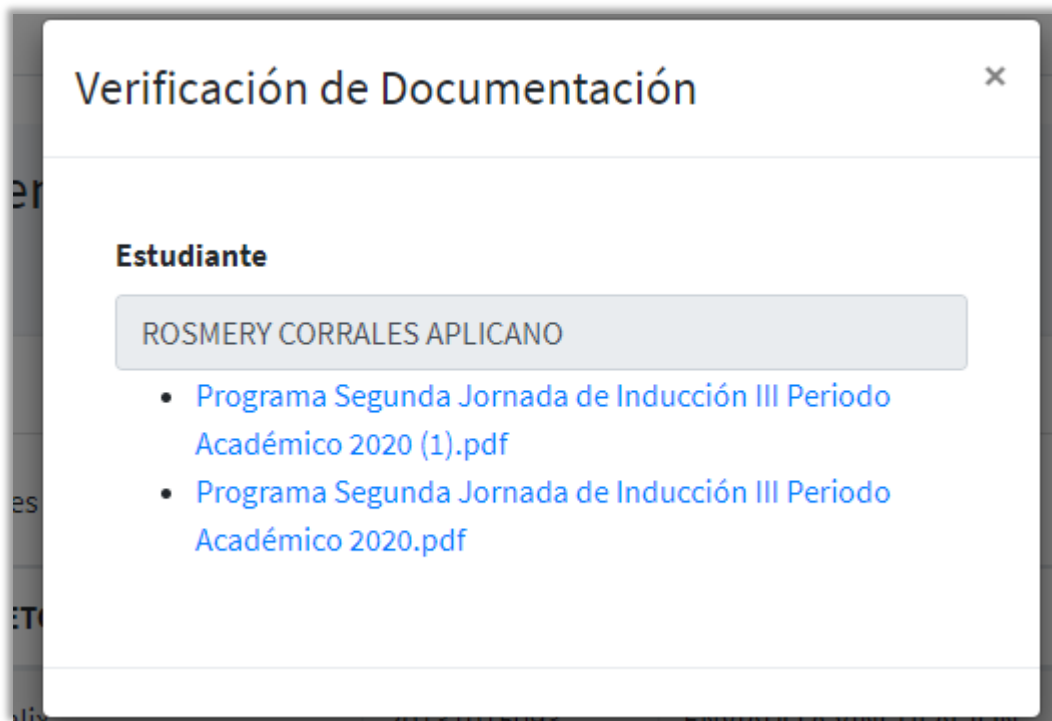 Verificación de Documentación
×
Estudiante
ROSMERY CORRALES APLICANO
• Programa Segunda Jornada de Inducción III Periodo
Académico 2020 (1).pdf
• Programa Segunda Jornada de Inducción III Periodo
Académico 2020.pdf